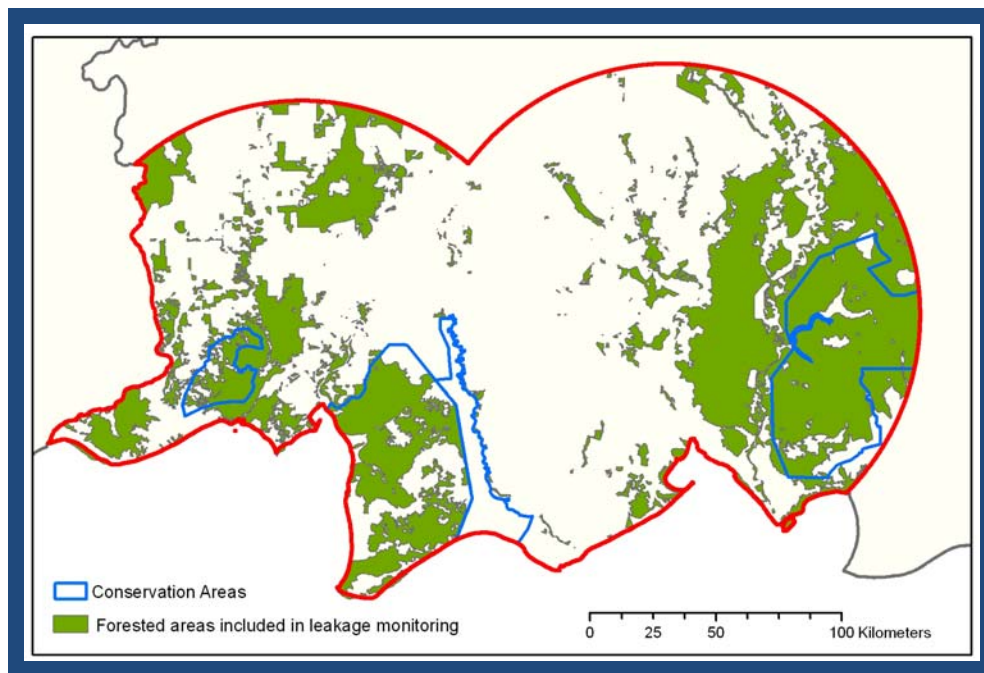 Conservation Areas
Forested areas included in leakage monitoring
0 25 50 100 Kilometers